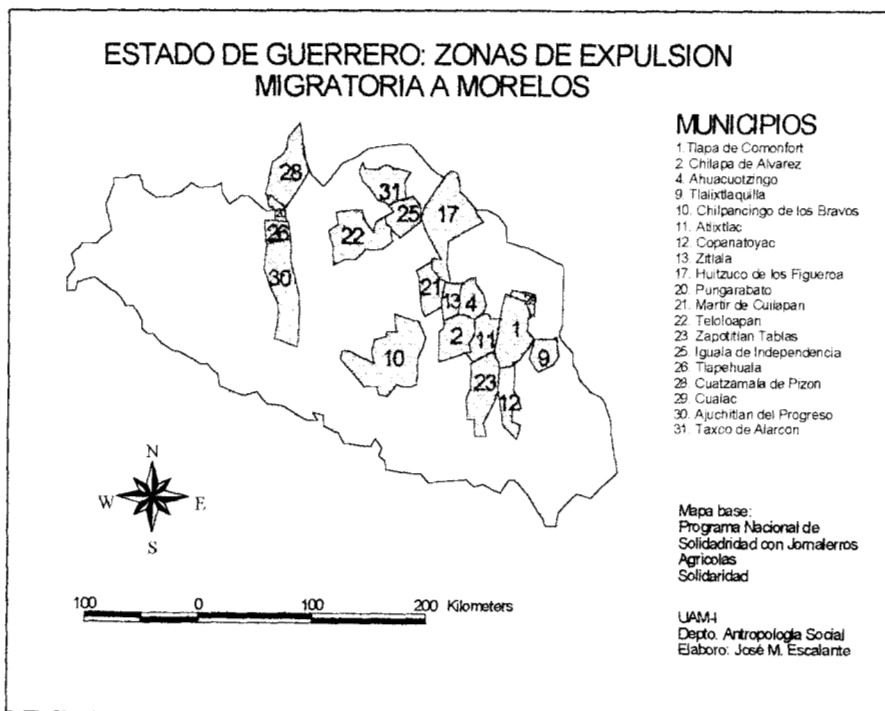 ESTADO DE GUERRERO: ZONAS DE EXPULSION
MIGRATORIA A MORELOS
MUNICIPIOS
1. Tlapa de Comonfort
2 Chilapa de Alvarez
4. Ahuacuotzingo
9 Tlalixtlaquilla
10. Chilpancingo de los Bravos
11. Atlixtlac
12. Copanatoyac
13. Zitlala
17. Huitzuco de los Figueroa
20. Pungarabato
21. Martir de Cuilapan
22. Teloloapan
23 Zapotitlan Tablas
25. Iguala de Independencia
26 Tlapehuala
28 Cuatzamala de Pizon
29. Cualac
30. Ajuchitlan del Progreso
31. Taxco de Alarcon
28
31
25
17
22
26
30
21
13
4
2
11
1
9
10
23
12
N
W E
S
Mapa base:
Programa Nacional de
Solidadridad con Jornalerros
Agricolas
Solidaridad
100 0 100 200 Kilometers
UAM-I
Depto. Antropología Social
Elaboro: José M. Escalante